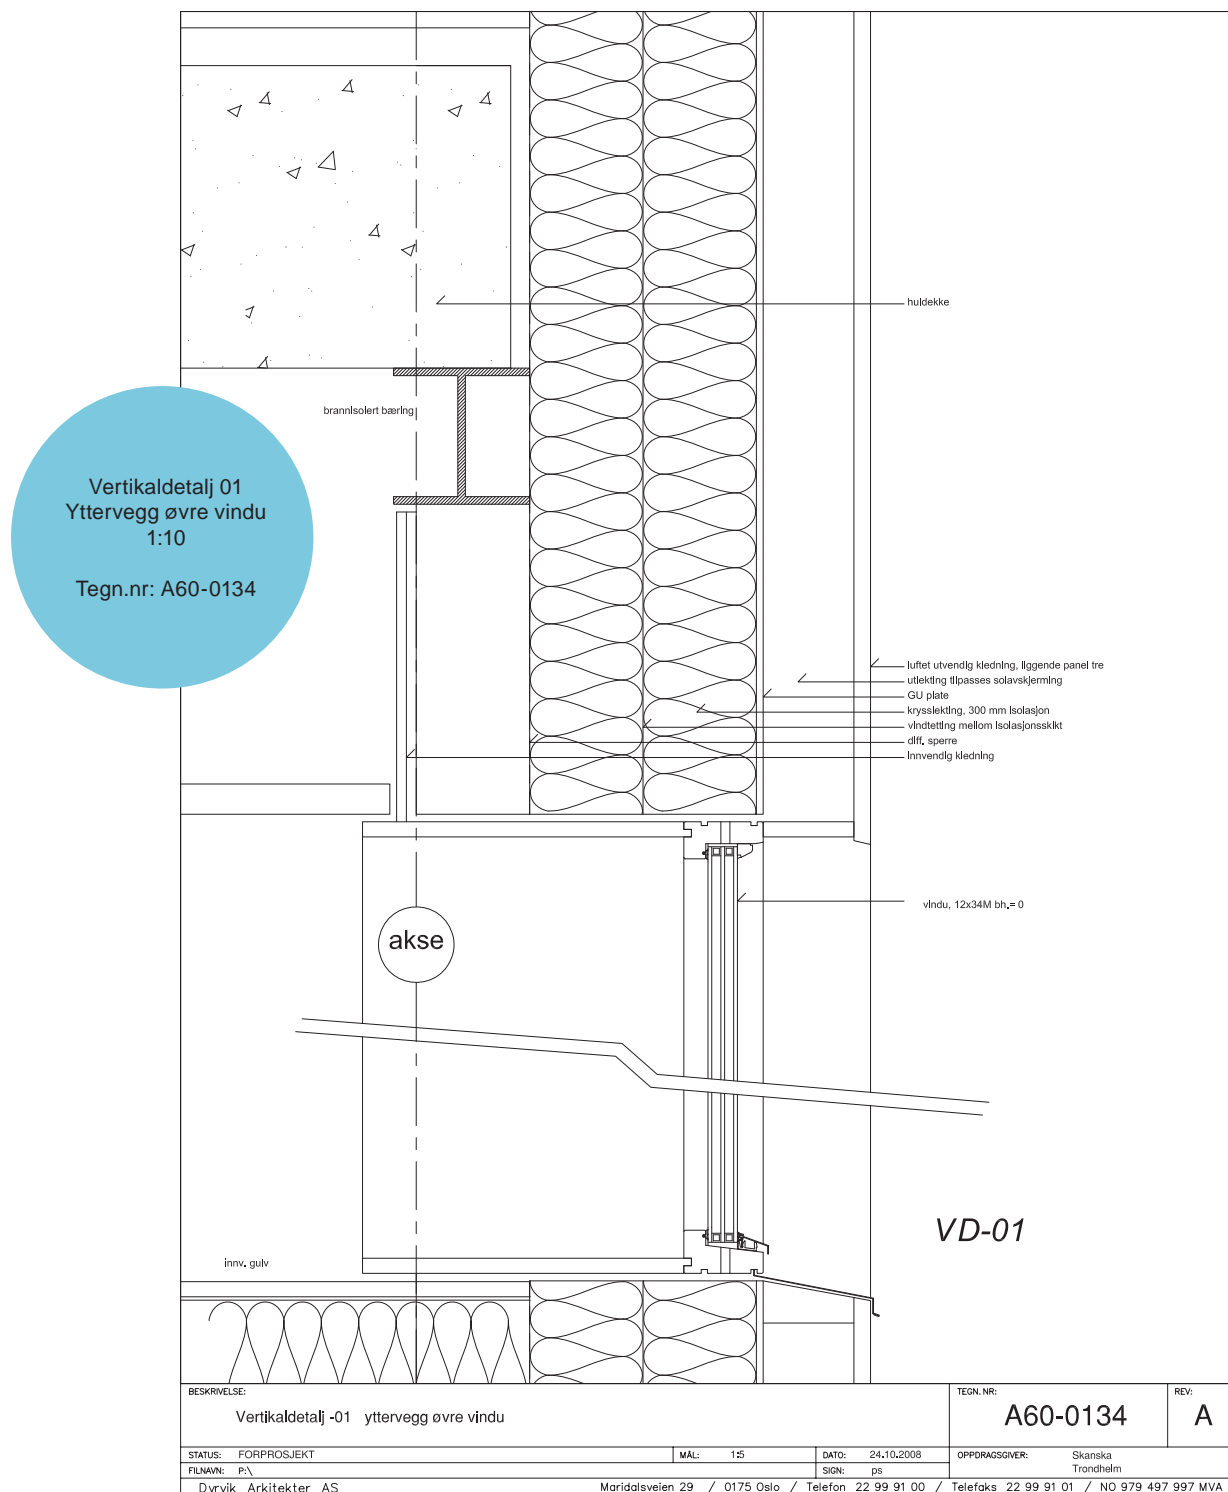 huldekke
brannisolert bæring
Vertikaldetalj 01
Yttervegg øvre vindu
1:10
Tegn.nr: A60-0134
luftet utvendig kledning, liggende panel tre
utlekting tilpasses solavskjerming
GU plate
krysslekting, 300 mm isolasjon
vindtetting mellom isolasjonssklkt
diff. sperre
Innvendig kledning
vindu, 12x34M bh.= 0
akse
VD-01
innv. gulv
BESKRIVELSE:
Vertikaldetalj -01 yttervegg øvre vindu
TEGN. NR:
A60-0134
REV:
A
STATUS: FORPROSJEKT
MÅL: 1:5
DATO: 24.10.2008
OPPDRAGSGIVER: Skanska
Trondheim
FILNAVN: P:\
SIGN: ps
Dyrvik Arkitekter AS
Maridalsveien 29 / 0175 Oslo / Telefon 22 99 91 00 / Telefaks 22 99 91 01 / NO 979 497 997 MVA